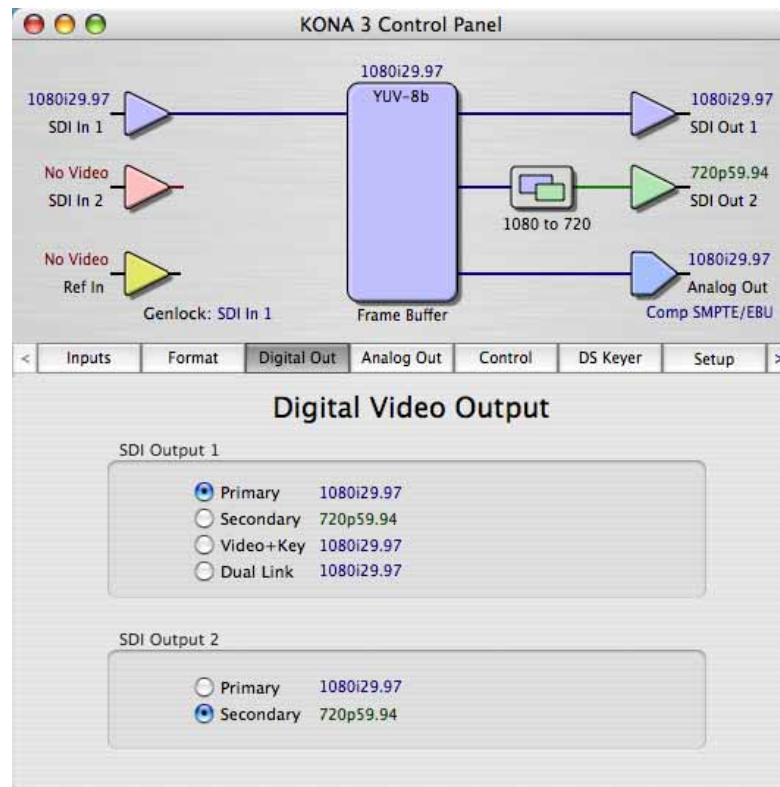 KONA 3 Control Panel
1080i29.97
YUV-8b
1080i29.97
SDI In 1
1080i29.97
SDI Out 1
No Video
SDI In 2
1080 to 720
720p59.94
SDI Out 2
No Video
Ref In
Genlock: SDI In 1
Frame Buffer
1080i29.97
Analog Out
Comp SMPTE/EBU
< Inputs Format Digital Out Analog Out Control DS Keyer Setup >
Digital Video Output
SDI Output 1
Primary 1080i29.97
Secondary 720p59.94
Video+Key 1080i29.97
Dual Link 1080i29.97
SDI Output 2
Primary 1080i29.97
Secondary 720p59.94